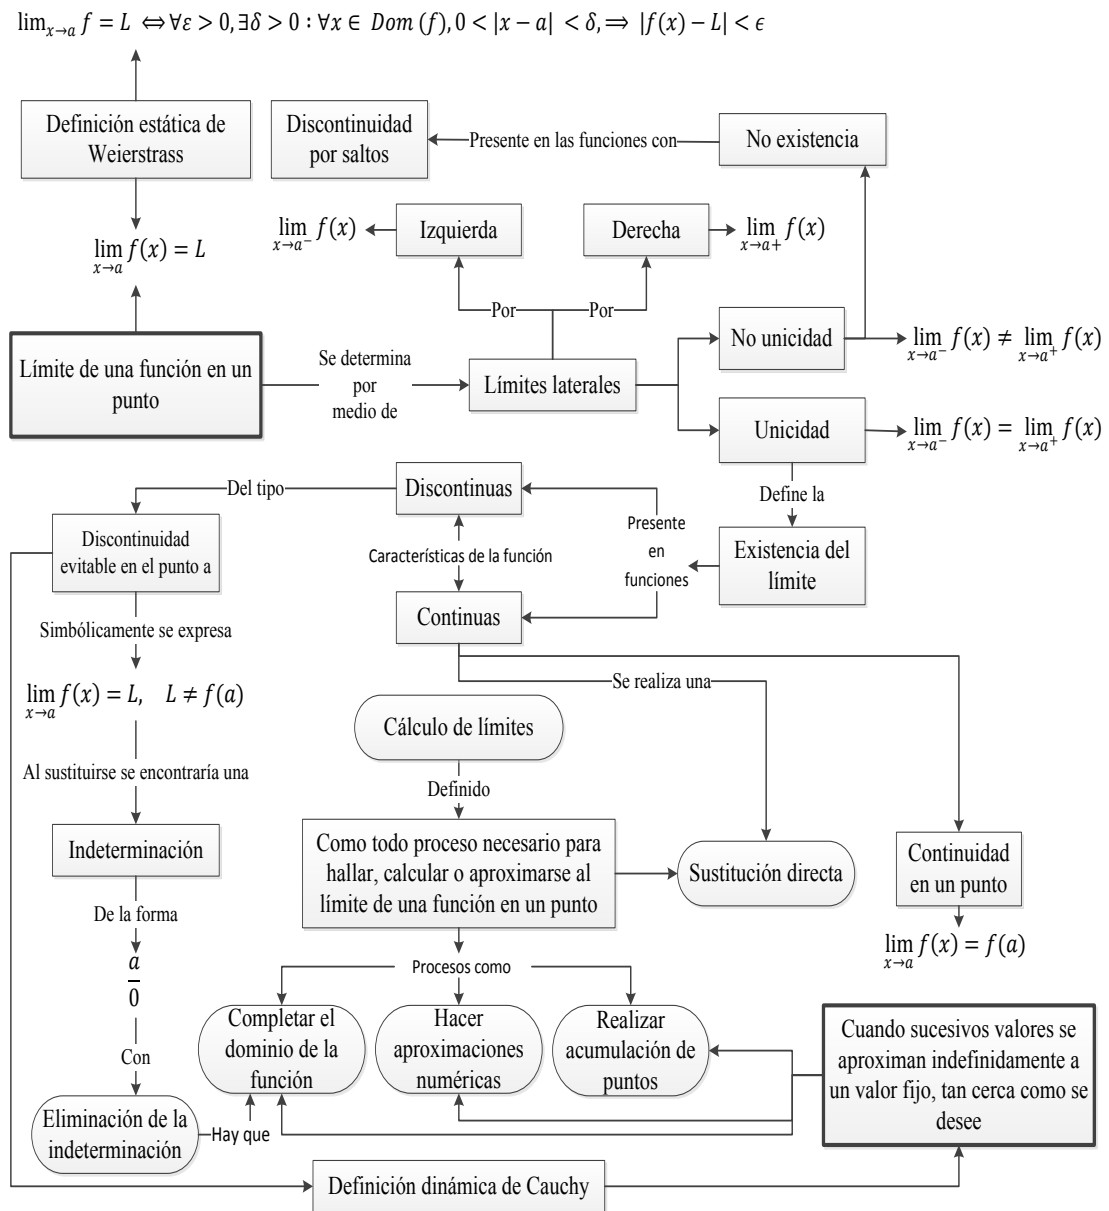 lim_{x→a} f = L ⇔ ∀ε > 0, ∃δ > 0 : ∀x ∈ Dom (f), 0 < |x − a| < δ, ⇒ |f(x) − L| < ϵ
Definición estática de
Weierstrass
Discontinuidad
por saltos
Presente en las funciones con
No existencia
lim_{x→a} f(x) = L
lim_{x→a−} f(x)
Izquierda
Derecha
lim_{x→a+} f(x)
Por
Por
Límite de una función en un
punto
Se determina
por
medio de
Límites laterales
No unicidad
lim_{x→a−} f(x) ≠ lim_{x→a+} f(x)
Unicidad
lim_{x→a−} f(x) = lim_{x→a+} f(x)
Del tipo
Discontinuas
Define la
Discontinuidad
evitable en el punto a
Características de la función
Presente
en
funciones
Existencia del
límite
Continuas
Simbólicamente se expresa
lim_{x→a} f(x) = L, L ≠ f(a)
Se realiza una
Cálculo de límites
Al sustituirse se encontraría una
Definido
Indeterminación
Como todo proceso necesario para
hallar, calcular o aproximarse al
límite de una función en un punto
Sustitución directa
Continuidad
en un punto
De la forma
lim_{x→a} f(x) = f(a)
a
0
Procesos como
Con
Completar el
dominio de la
función
Hacer
aproximaciones
numéricas
Realizar
acumulación de
puntos
Cuando sucesivos valores se
aproximan indefinidamente a
un valor fijo, tan cerca como se
desee
Eliminación de la
indeterminación
Hay que
Definición dinámica de Cauchy